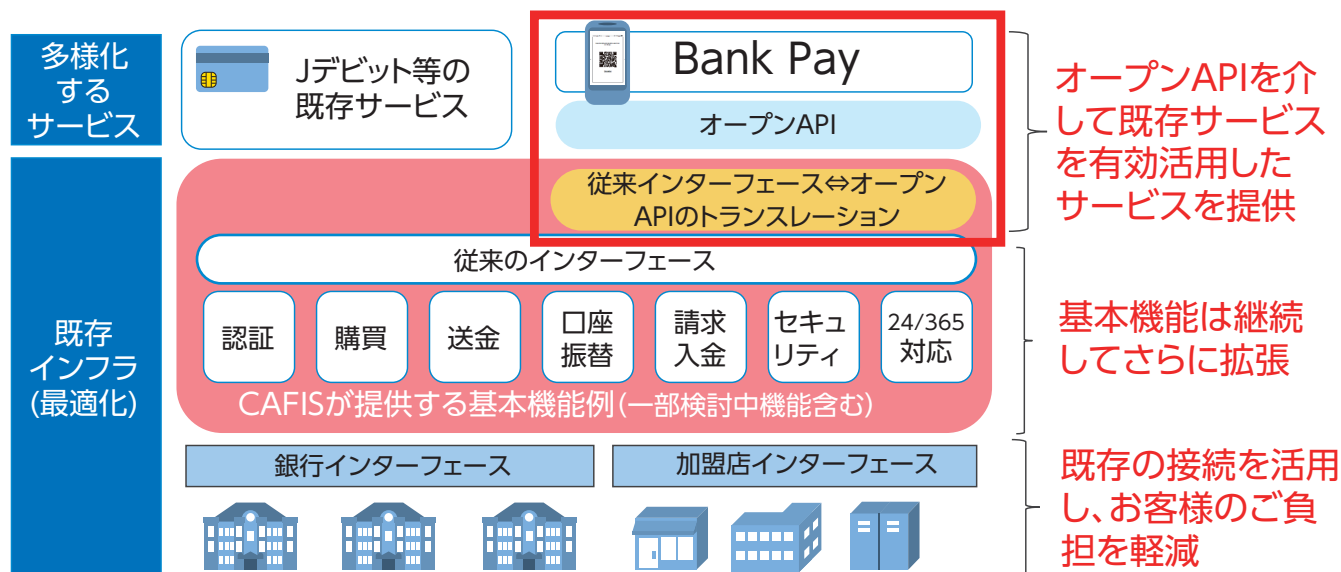 多様化
する
サービス
Jデビット等の
既存サービス
Bank Pay
オープンAPI
オープンAPIを介
して既存サービス
を有効活用した
サービスを提供
既存
インフラ
(最適化)
従来インターフェース⇔オープン
APIのトランスレーション
従来のインターフェース
認証
購買
送金
口座
振替
請求
入金
セキュ
リティ
24/365
対応
CAFISが提供する基本機能例(一部検討中機能含む)
基本機能は継続
してさらに拡張
銀行インターフェース
加盟店インターフェース
既存の接続を活用
し、お客様のご負
担を軽減